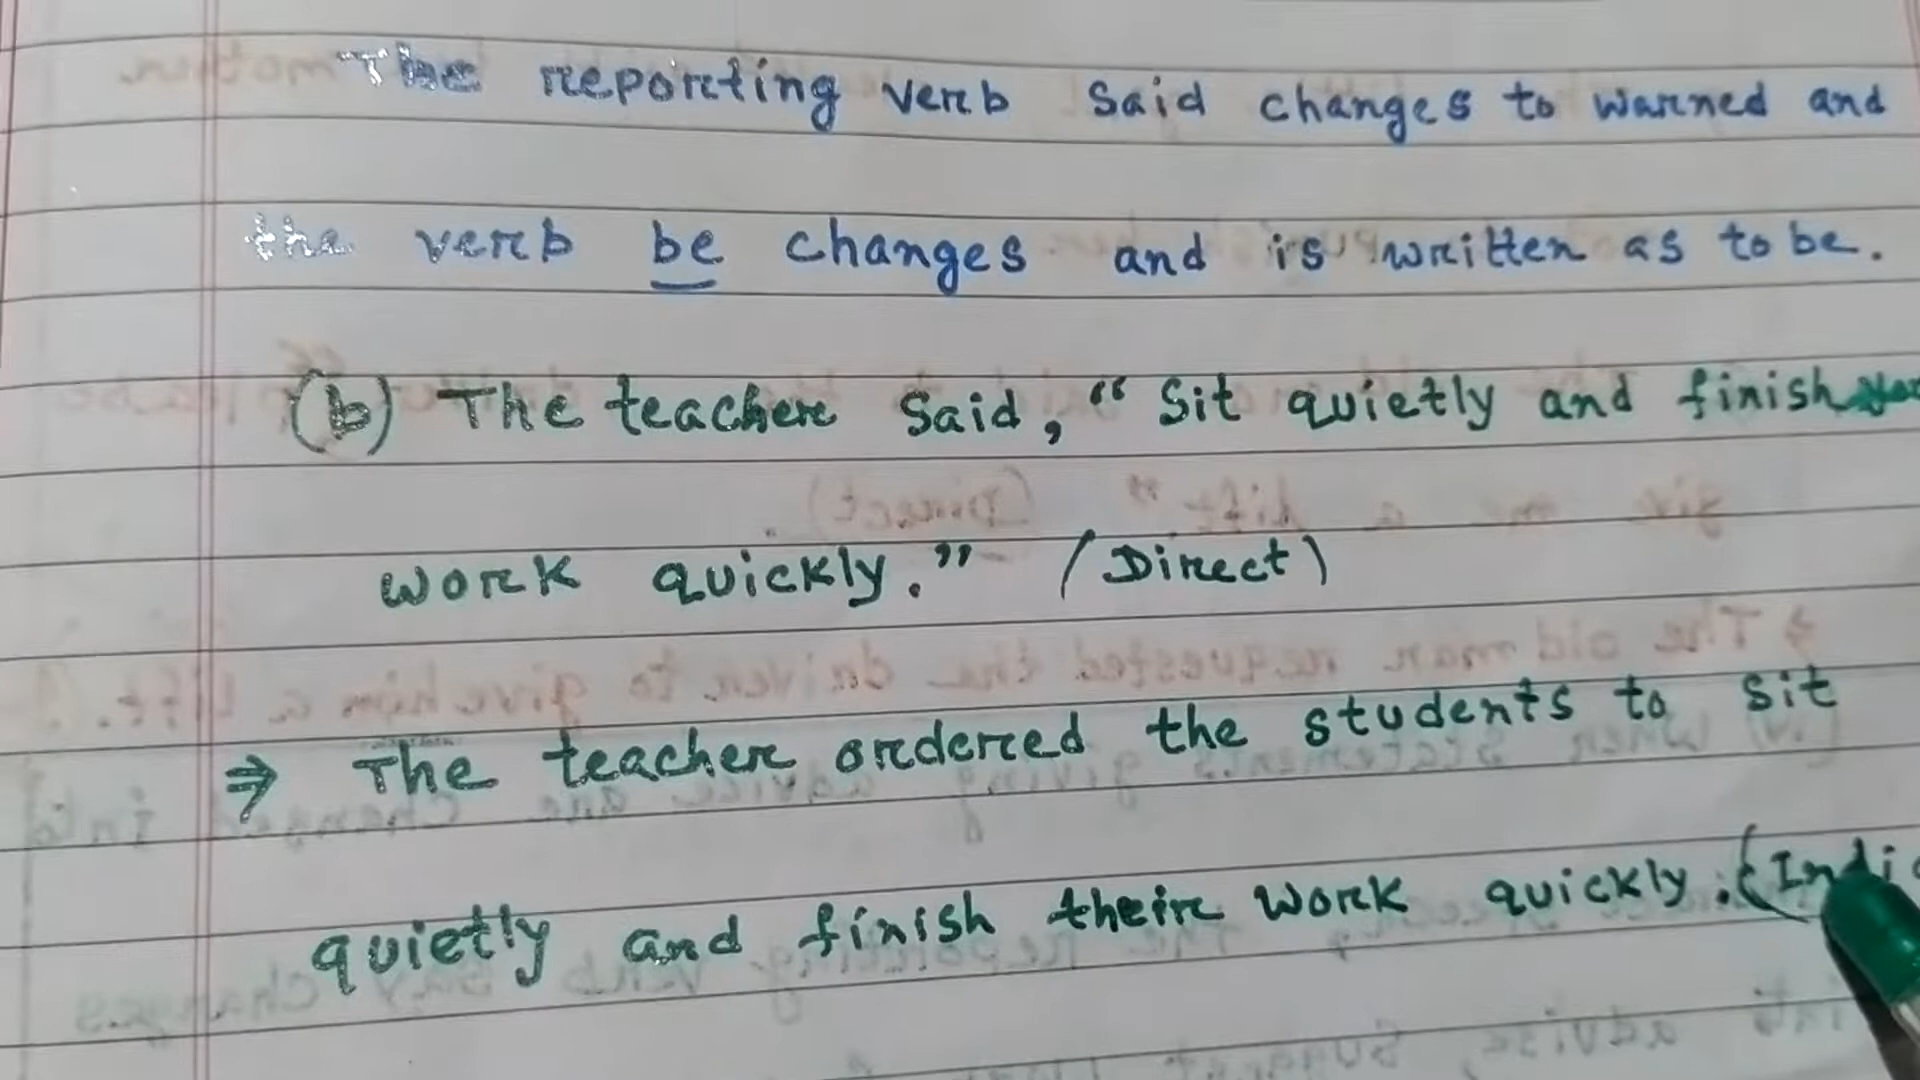 The reporting verb said changes to warned and
the verb be changes and is written as to be.
(b) The teacher said, “Sit quietly and finish
work quickly.” (Direct)
⇒ The teacher ordered the students to sit
quietly and finish their work quickly. (Indi